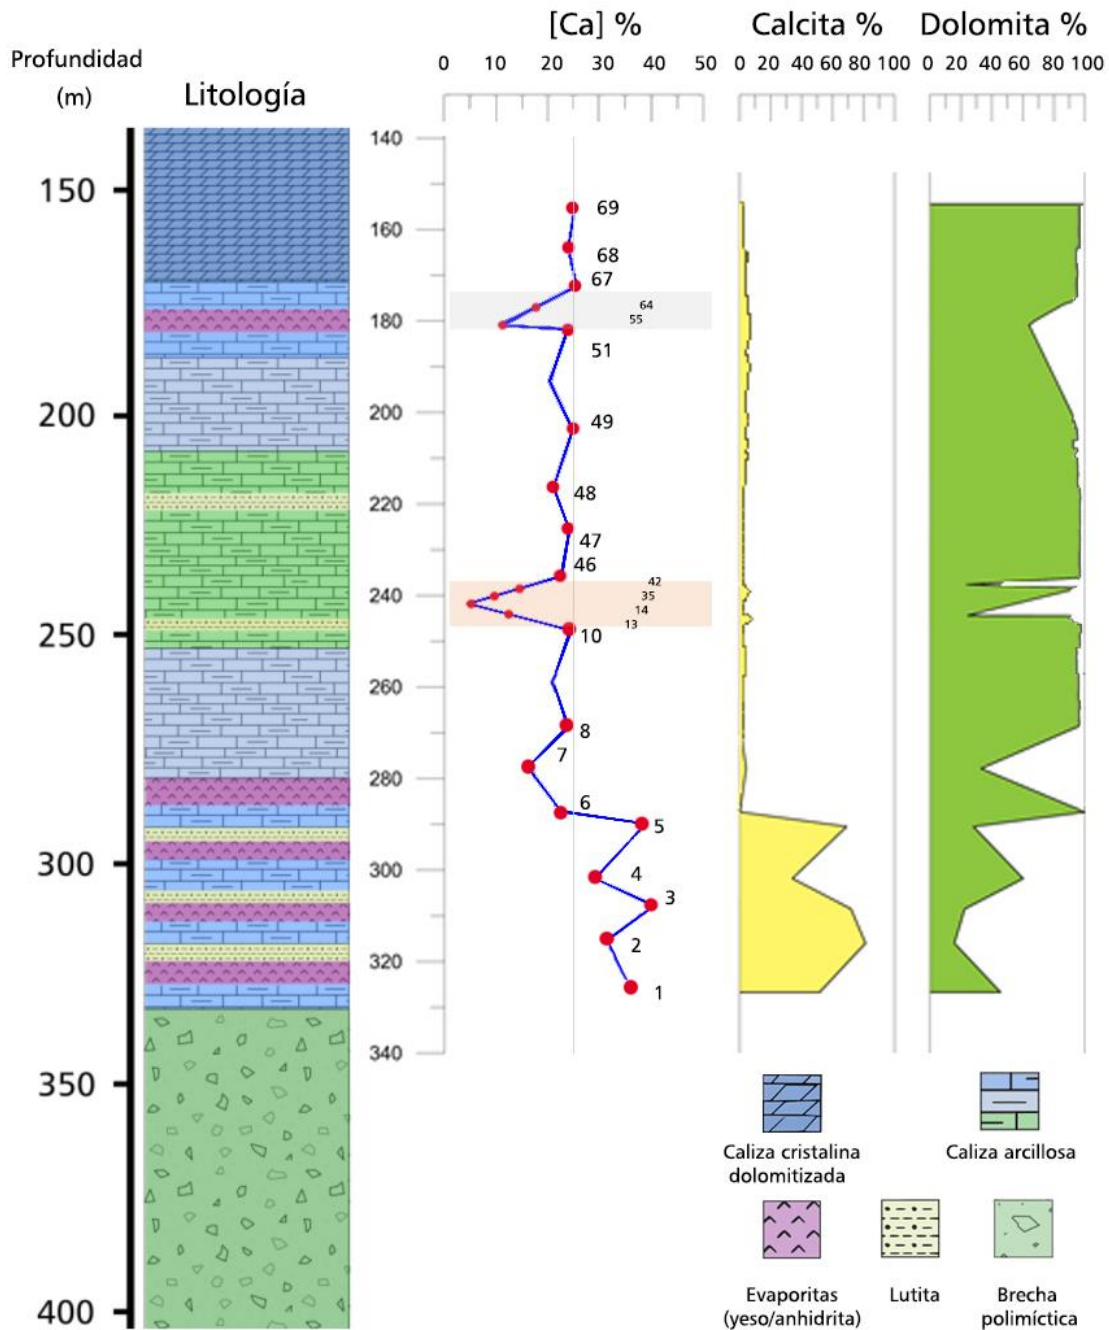 [Ca] %
Calcita %
Dolomita %
Profundidad
(m)
Litología
0 10 20 30 40 50
0 20 40 60 80 100
0 20 40 60 80 100
150
200
250
300
350
400
140
160
180
200
220
240
260
280
300
320
340
69
68
67
64
55
51
49
48
47
46
42
35
14
13
10
8
7
6
5
4
3
2
1
Caliza cristalina
dolomitizada
Caliza arcillosa
Evaporitas
(yeso/anhidrita)
Lutita
Brecha
polimíctica